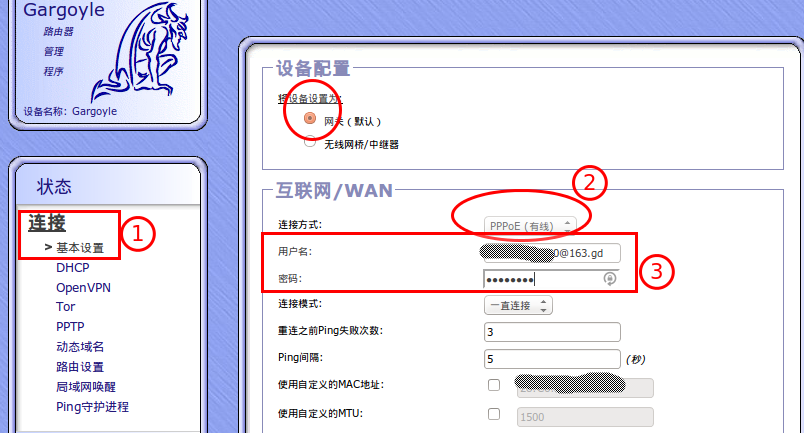 Gargoyle
路由器
管理
程序
设备名称: Gargoyle
状态
连接
> 基本设置
DHCP
OpenVPN
Tor
PPTP
动态域名
路由设置
局域网唤醒
Ping守护进程
1
设备配置
将设备设置为:
网关 (默认)
无线网桥/中继器
互联网/WAN
2
连接方式: PPPoE (有线)
用户名: 0@163.gd
密码: ••••••••
3
连接模式: 一直连接
重连之前Ping失败次数: 3
Ping间隔: 5 (秒)
使用自定义的MAC地址:
使用自定义的MTU: 1500